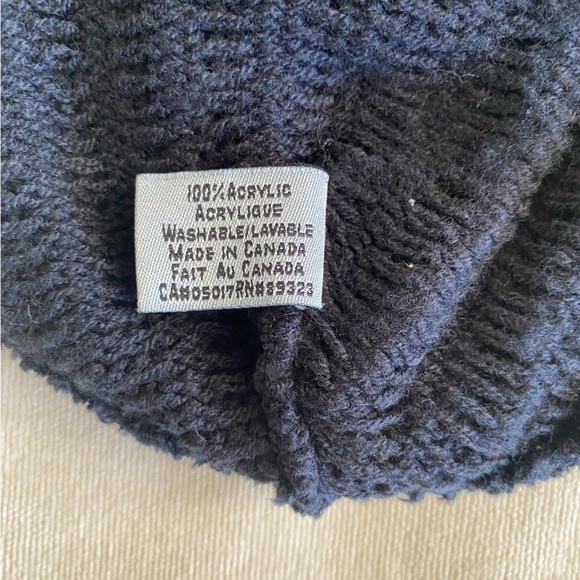 100% ACRYLIC
ACRYLIQUE
WASHABLE/LAVABLE
MADE IN CANADA
FAIT AU CANADA
CA#05017RN#89323